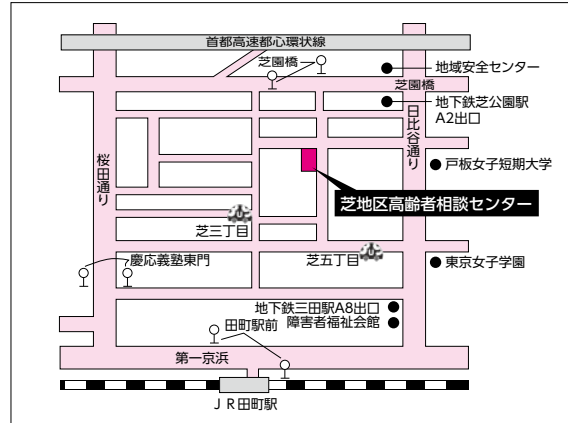 首都高速都心環状線
芝園橋
地域安全センター
芝園橋
地下鉄芝公園駅
A2出口
日比谷通り
桜田通り
戸板女子短期大学
芝地区高齢者相談センター
芝三丁目
芝五丁目
慶応義塾東門
東京女子学園
地下鉄三田駅A8出口
障害者福祉会館
田町駅前
第一京浜
JR田町駅